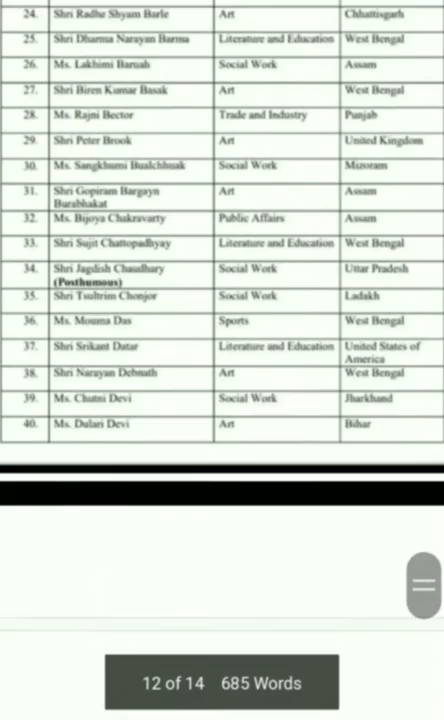 24. Shri Radhe Shyam Barle Art Chhattisgarh
25. Shri Dharma Narayan Barma Literature and Education West Bengal
26. Ms. Lakhimi Baruah Social Work Assam
27. Shri Biren Kumar Basak Art West Bengal
28. Ms. Rajni Bector Trade and Industry Punjab
29. Shri Peter Brook Art United Kingdom
30. Ms. Sangkhumi Bualchhuak Social Work Mizoram
31. Shri Gopiram Bargayn Art Assam
Burabhakat
32. Ms. Bijoya Chakravarty Public Affairs Assam
33. Shri Sujit Chattopadhyay Literature and Education West Bengal
34. Shri Jagdish Chaudhary Social Work Uttar Pradesh
(Posthumous)
35. Shri Tsultrim Chonjor Social Work Ladakh
36. Ms. Mouma Das Sports West Bengal
37. Shri Srikant Datar Literature and Education United States of
America
38. Shri Narayan Debnath Art West Bengal
39. Ms. Chutni Devi Social Work Jharkhand
40. Ms. Dulari Devi Art Bihar
12 of 14 685 Words